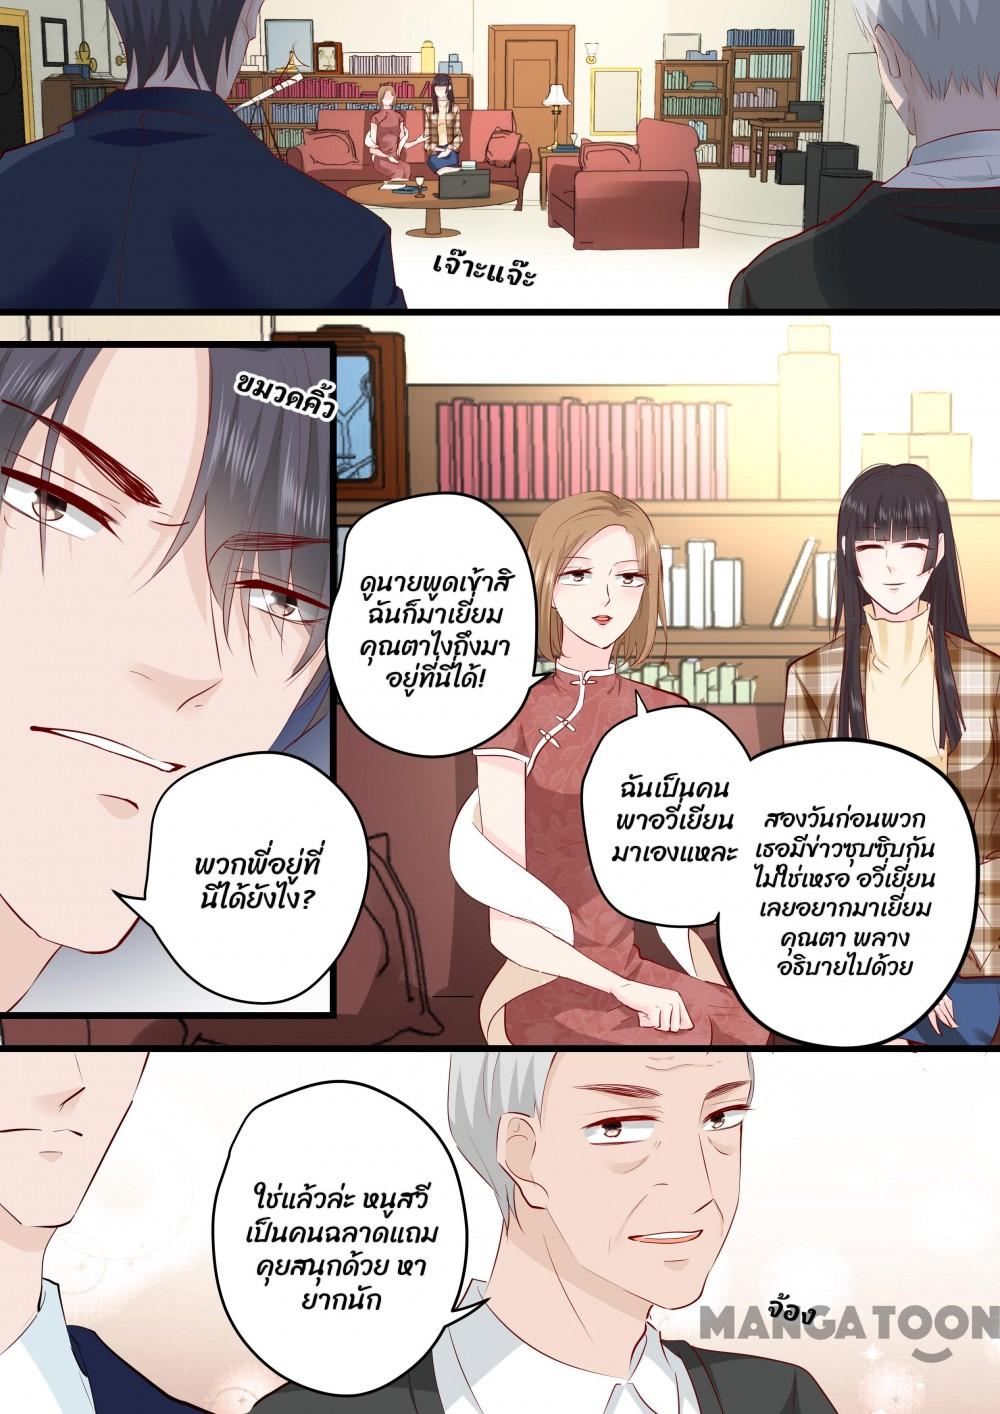 เจ๊าะแจ๊ะ
ขมวดคิ้ว
ดูนายพูดเข้าสิ
ฉันก็มาเยี่ยม
คุณตาไงถึงมา
อยู่ที่นี่ได้!
พวกพี่อยู่ที่
นี่ได้ยังไง?
ฉันเป็นคน
พาอวี่เยียน
มาเองแหละ
สองวันก่อนพวก
เธอมีข่าวซุบซิบกัน
ไม่ใช่เหรอ อวี่เยี่ยน
เลยอยากมาเยี่ยม
คุณตา พลาง
อธิบายไปด้วย
ใช่แล้วล่ะ หนูสวี
เป็นคนฉลาดแถม
คุยสนุกด้วย หา
ยากนัก
จ้อง
MANGATOON